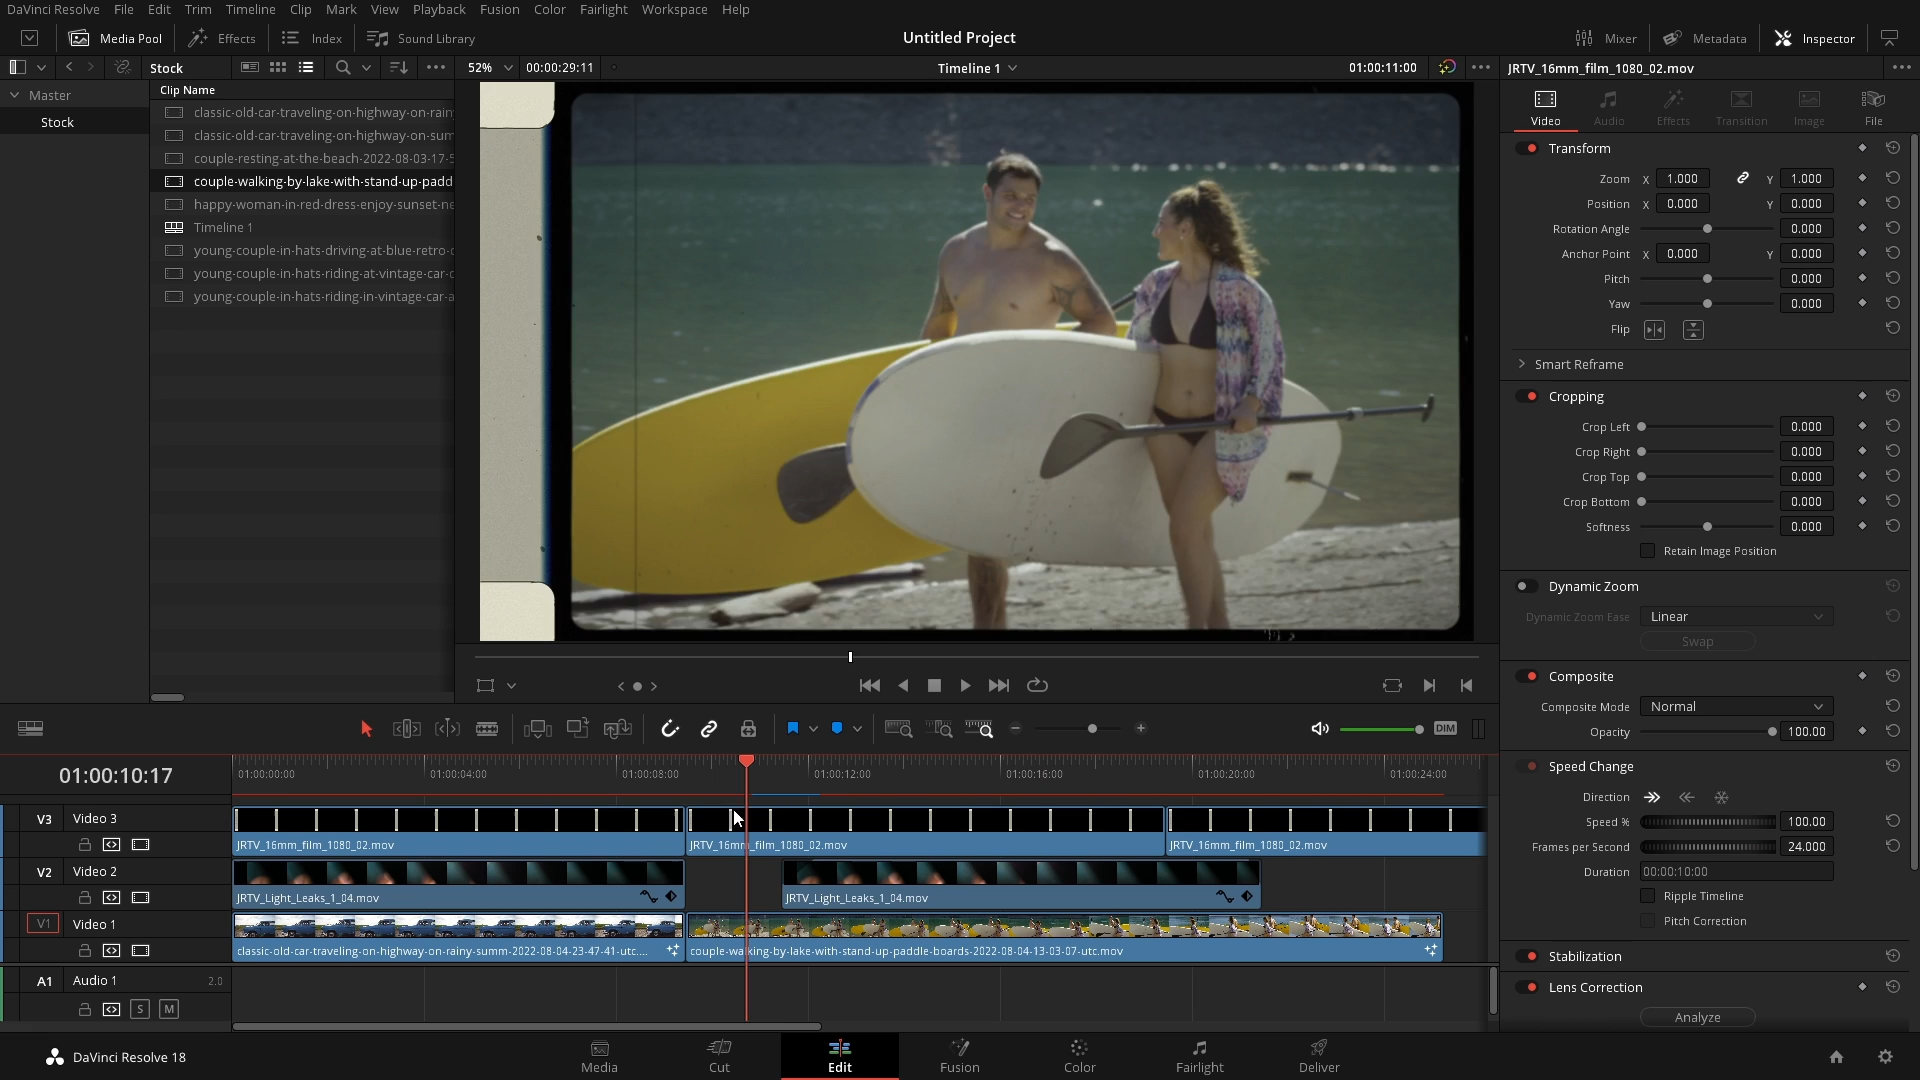 DaVinci Resolve File Edit Trim Timeline Clip Mark View Playback Fusion Color Fairlight Workspace Help
Media Pool Effects Index Sound Library Untitled Project Mixer Metadata Inspector
Stock 52% 00:00:29:11 Timeline 1 01:00:11:00 JRTV_16mm_film_1080_02.mov
Master
Stock
Clip Name
classic-old-car-traveling-on-highway-on-rain
classic-old-car-traveling-on-highway-on-sum
couple-resting-at-the-beach-2022-08-03-17-5
couple-walking-by-lake-with-stand-up-padd
happy-woman-in-red-dress-enjoy-sunset-ne
Timeline 1
young-couple-in-hats-driving-at-blue-retro-c
young-couple-in-hats-riding-at-vintage-car-c
young-couple-in-hats-riding-in-vintage-car-a
Video Audio Effects Transition Image File
Transform
Zoom X 1.000 Y 1.000
Position X 0.000 Y 0.000
Rotation Angle 0.000
Anchor Point X 0.000 Y 0.000
Pitch 0.000
Yaw 0.000
Flip
Smart Reframe
Cropping
Crop Left 0.000
Crop Right 0.000
Crop Top 0.000
Crop Bottom 0.000
Softness 0.000
Retain Image Position
Dynamic Zoom
Dynamic Zoom Ease Linear
Swap
Composite
Composite Mode Normal
Opacity 100.00
Speed Change
Direction
Speed % 100.00
Frames per Second 24.000
Duration 00:00:10:00
Ripple Timeline
Pitch Correction
Stabilization
Lens Correction
Analyze
DIM
01:00:10:17 01:00:00:00 01:00:04:00 01:00:08:00 01:00:12:00 01:00:16:00 01:00:20:00 01:00:24:00
V3 Video 3
JRTV_16mm_film_1080_02.mov JRTV_16mm_film_1080_02.mov JRTV_16mm_film_1080_02.mov
V2 Video 2
JRTV_Light_Leaks_1_04.mov JRTV_Light_Leaks_1_04.mov
V1 Video 1
classic-old-car-traveling-on-highway-on-rainy-summ-2022-08-04-23-47-41-utc.... couple-walking-by-lake-with-stand-up-paddle-boards-2022-08-04-13-03-07-utc.mov
A1 Audio 1 2.0
S M
DaVinci Resolve 18 Media Cut Edit Fusion Color Fairlight Deliver